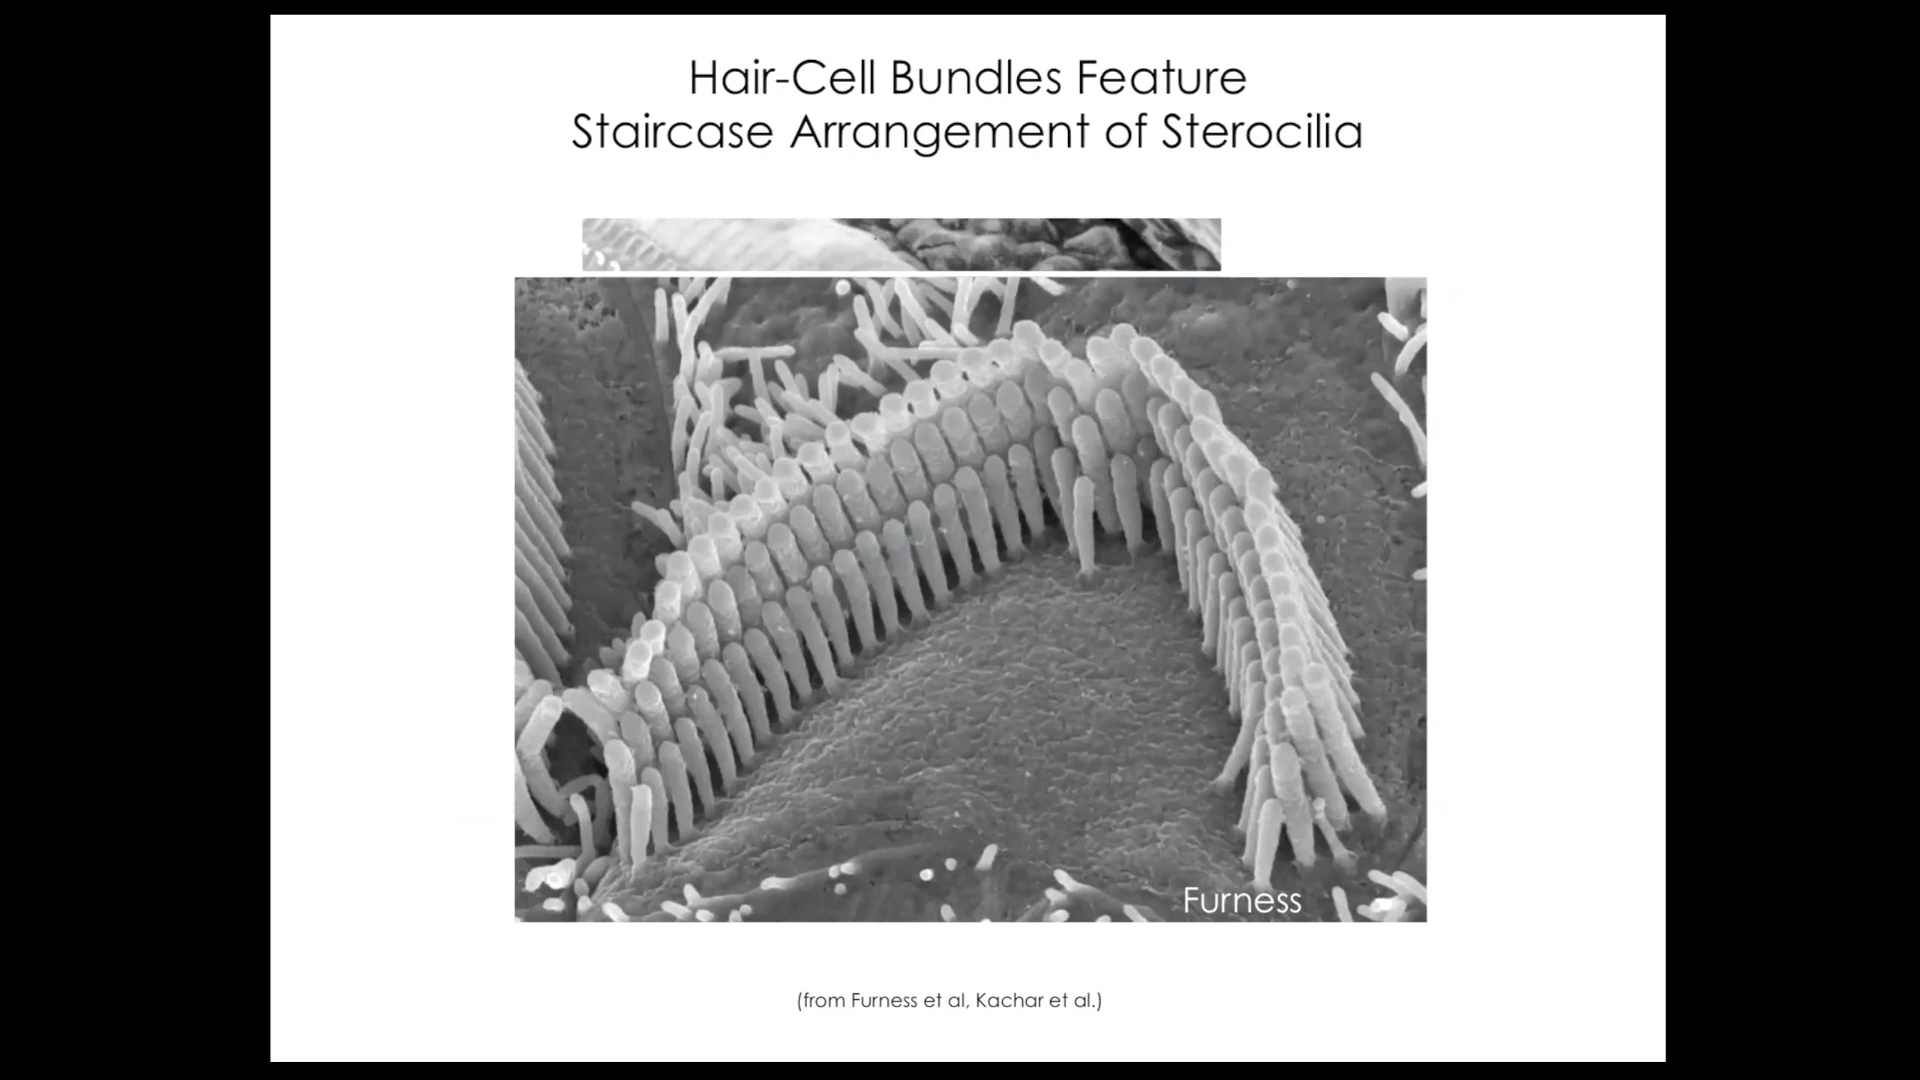 Hair-Cell Bundles Feature
Staircase Arrangement of Sterocilia
Furness
(from Furness et al, Kachar et al.)